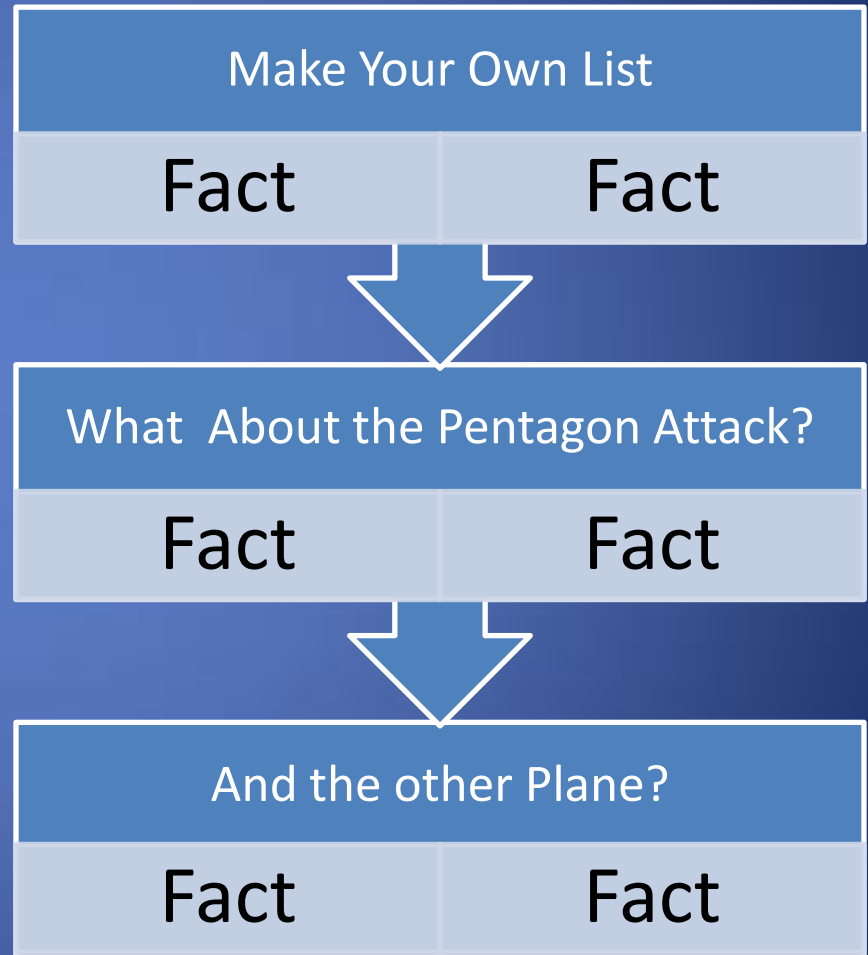 Make Your Own List
Fact Fact
What  About the Pentagon Attack?
Fact Fact
And the other Plane?
Fact Fact